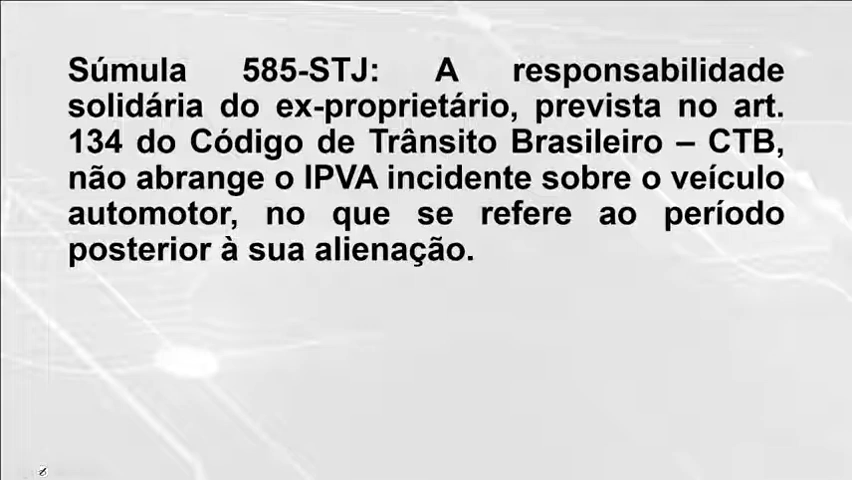 Súmula 585-STJ: A responsabilidade
solidária do ex-proprietário, prevista no art.
134 do Código de Trânsito Brasileiro – CTB,
não abrange o IPVA incidente sobre o veículo
automotor, no que se refere ao período
posterior à sua alienação.